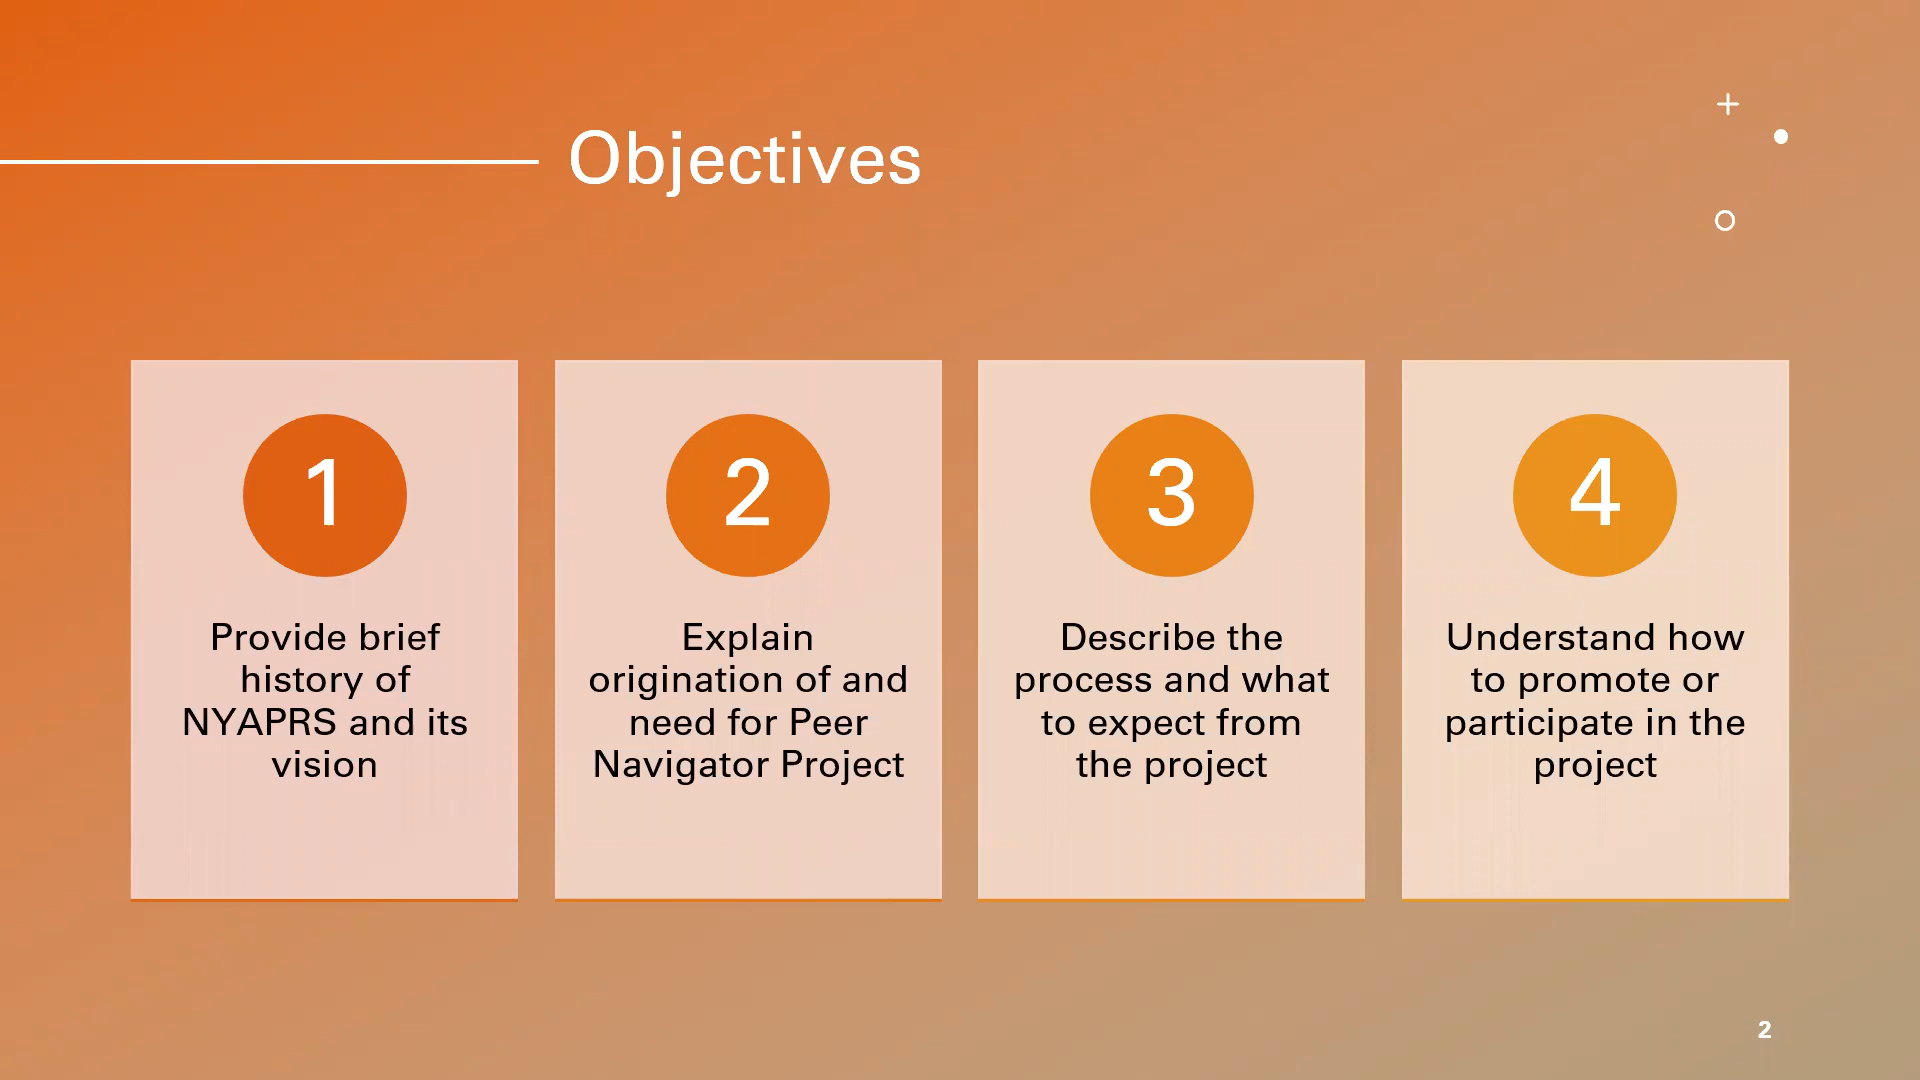 Objectives
1
Provide brief
history of
NYAPRS and its
vision
2
Explain
origination of and
need for Peer
Navigator Project
3
Describe the
process and what
to expect from
the project
4
Understand how
to promote or
participate in the
project
2